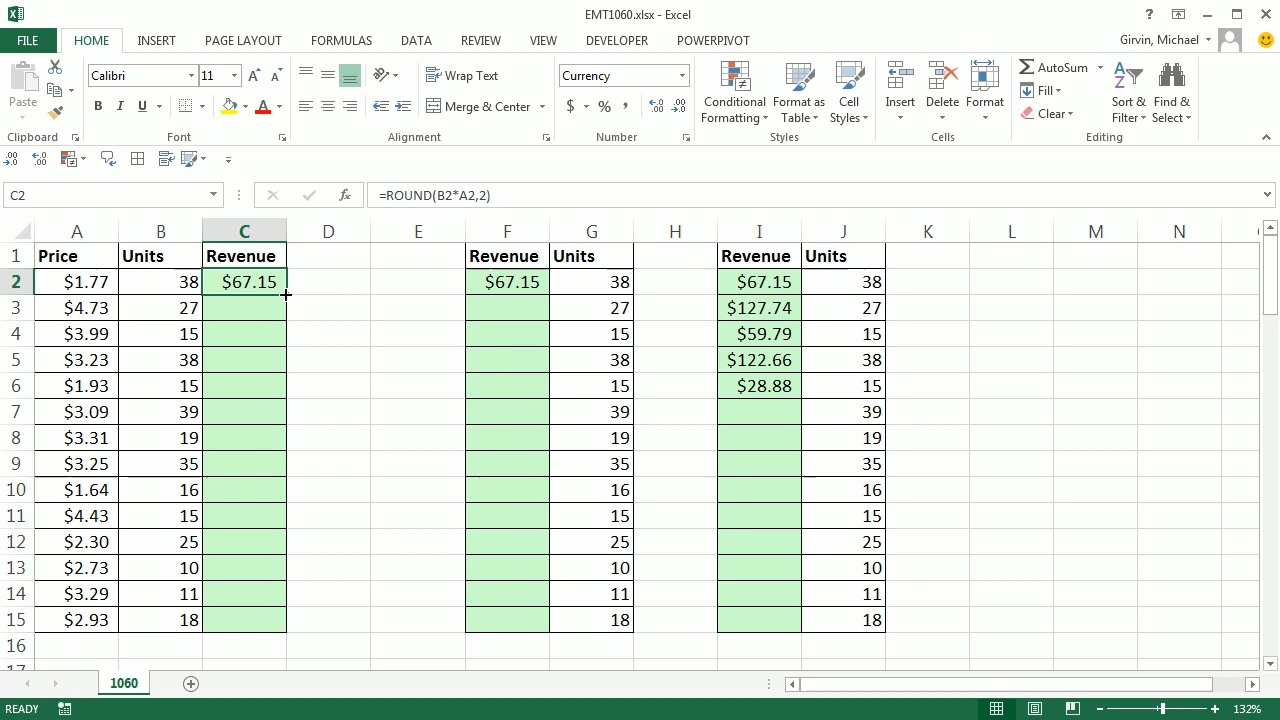 EMT1060.xlsx - Excel
?
FILE HOME INSERT PAGE LAYOUT FORMULAS DATA REVIEW VIEW DEVELOPER POWERPIVOT Girvin, Michael
Calibri 11 Wrap Text Currency AutoSum
Paste B I U A Merge & Center $ % , Conditional Formatting Format as Table Cell Styles Insert Delete Format Fill Clear Sort & Filter Find & Select
Clipboard Font Alignment Number Styles Cells Editing
C2 fx =ROUND(B2*A2,2)
A B C D E F G H I J K L M N
1 Price Units Revenue Revenue Units Revenue Units
2 $1.77 38 $67.15 $67.15 38 $67.15 38
3 $4.73 27 27 $127.74 27
4 $3.99 15 15 $59.79 15
5 $3.23 38 38 $122.66 38
6 $1.93 15 15 $28.88 15
7 $3.09 39 39 39
8 $3.31 19 19 19
9 $3.25 35 35 35
10 $1.64 16 16 16
11 $4.43 15 15 15
12 $2.30 25 25 25
13 $2.73 10 10 10
14 $3.29 11 11 11
15 $2.93 18 18 18
16
1060
READY 132%